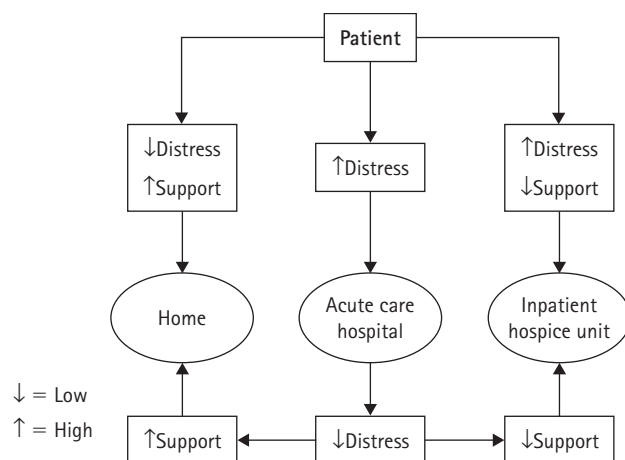 Patient
↓Distress
↑Support
↑Distress
↑Distress
↓Support
Home
Acute care
hospital
Inpatient
hospice unit
↓ = Low
↑ = High
↑Support
↓Distress
↓Support